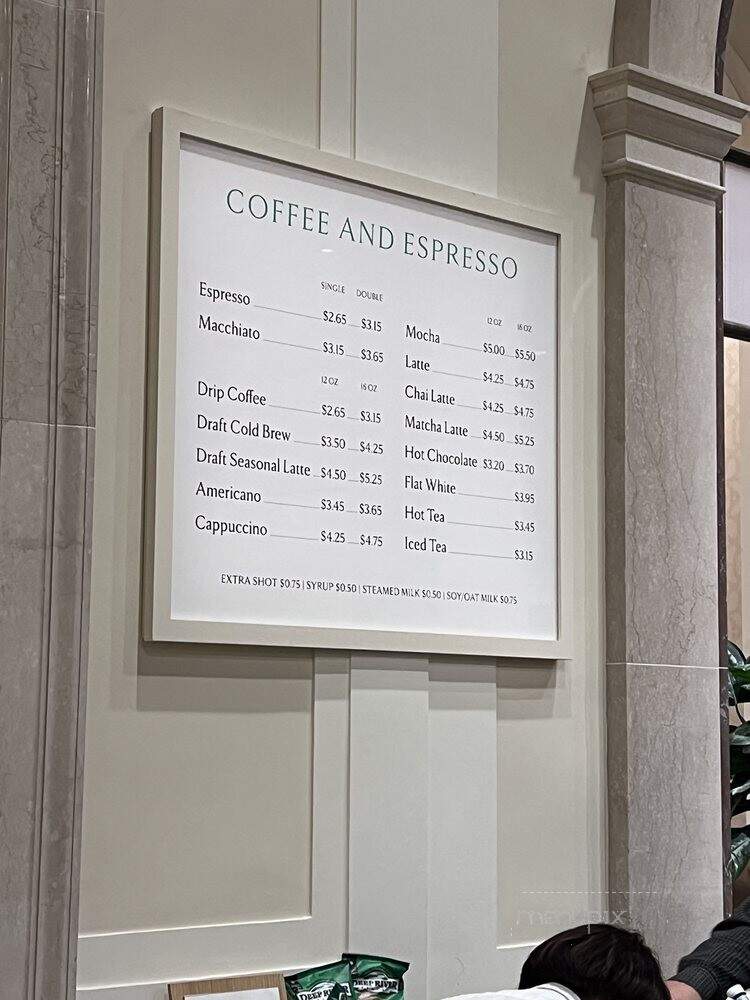 COFFEE AND ESPRESSO
SINGLE DOUBLE
Espresso $2.65 $3.15
Macchiato $3.15 $3.65
12 OZ 16 OZ
Drip Coffee $2.65 $3.15
Draft Cold Brew $3.50 $4.25
Draft Seasonal Latte $4.50 $5.25
Americano $3.45 $3.65
Cappuccino $4.25 $4.75
12 OZ 16 OZ
Mocha $5.00 $5.50
Latte $4.25 $4.75
Chai Latte $4.25 $4.75
Matcha Latte $4.50 $5.25
Hot Chocolate $3.20 $3.70
Flat White $3.95
Hot Tea $3.45
Iced Tea $3.15
EXTRA SHOT $0.75 | SYRUP $0.50 | STEAMED MILK $0.50 | SOY/OAT MILK $0.75
menupix
DEEP RIVER
DEEP RIVER